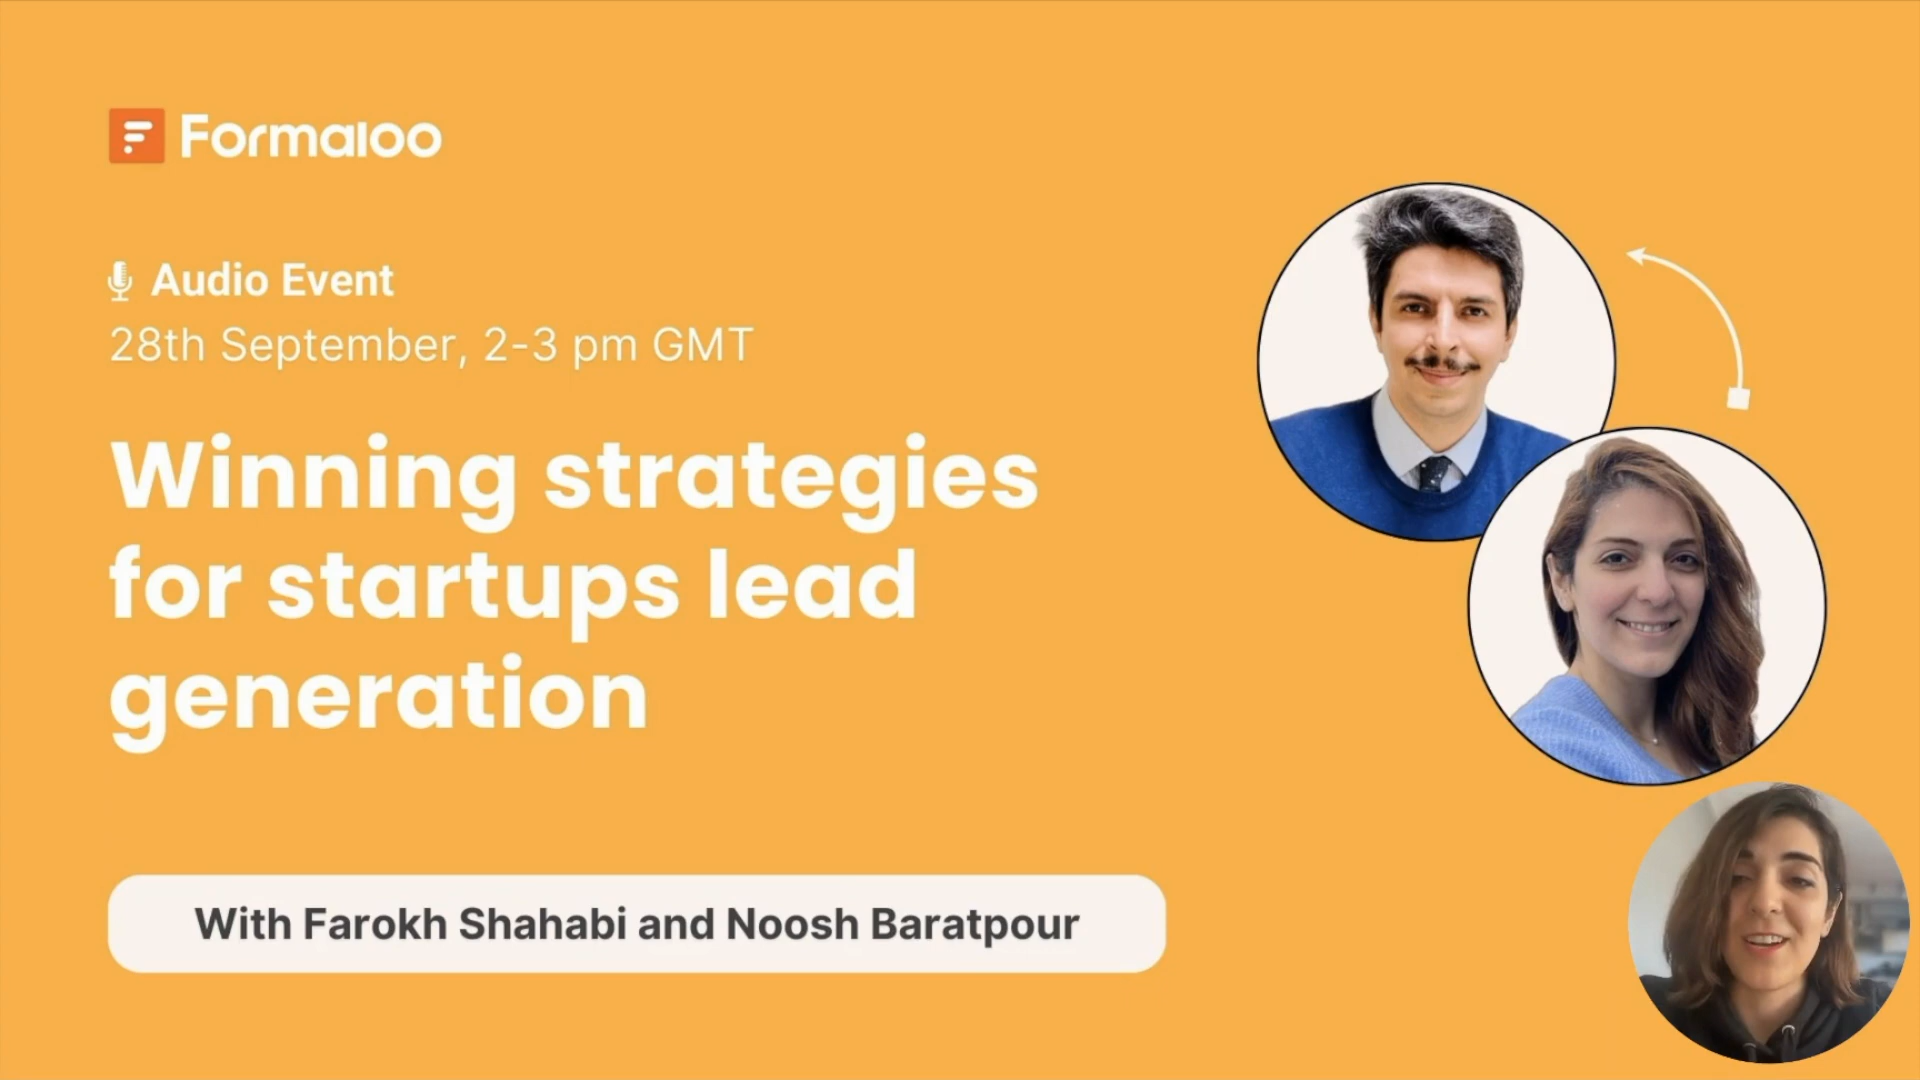 Formaloo
Audio Event
28th September, 2-3 pm GMT
Winning strategies
for startups lead
generation
With Farokh Shahabi and Noosh Baratpour